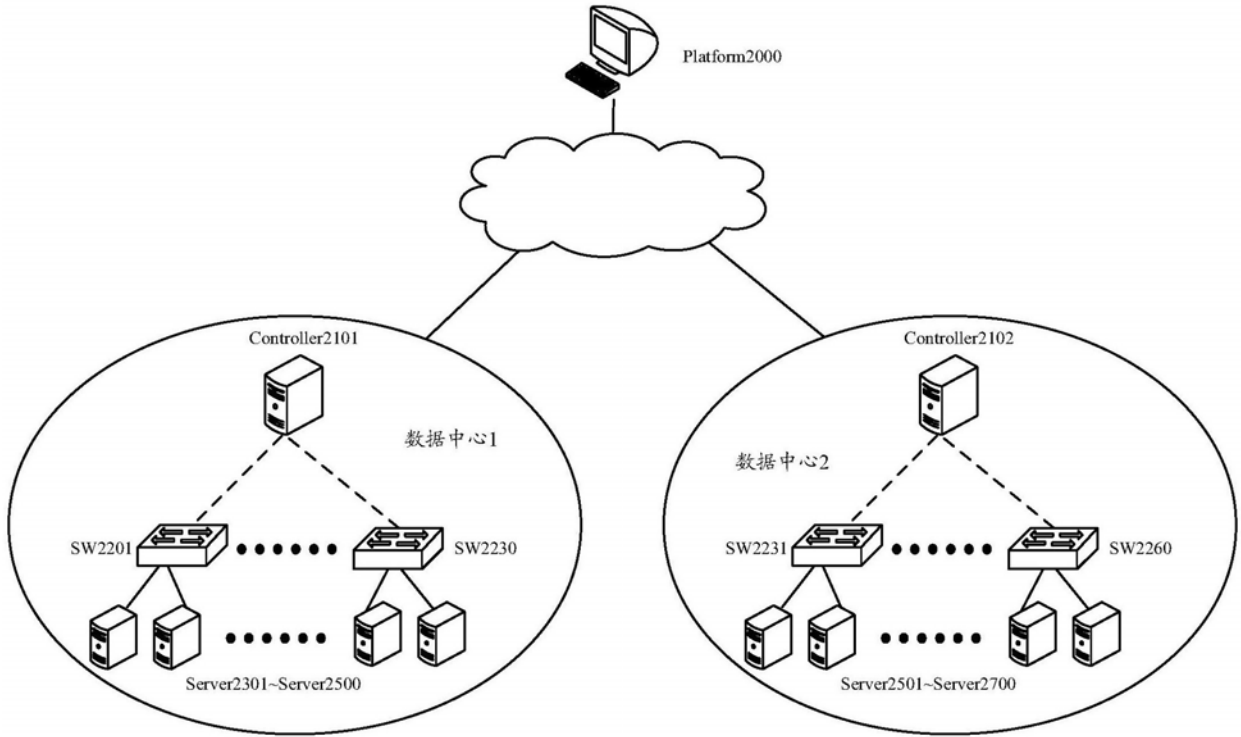 Platform2000
Controller2101
Controller2102
数据中心1
数据中心2
SW2201
SW2230
SW2231
SW2260
Server2301~Server2500
Server2501~Server2700